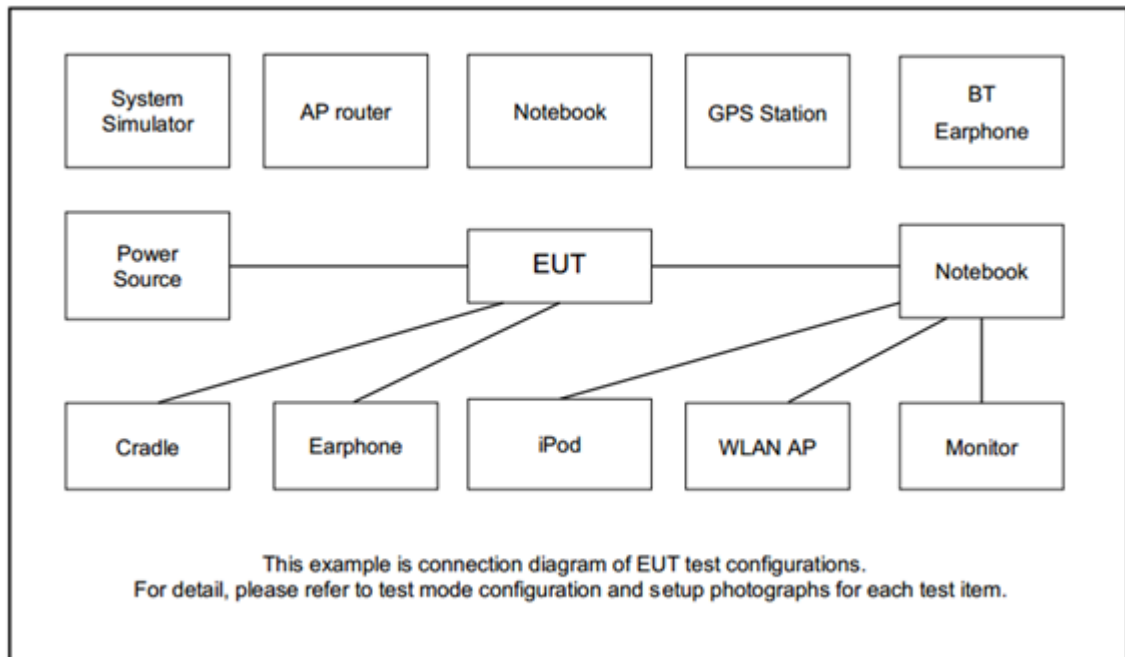 System
Simulator
AP router
Notebook
GPS Station
BT
Earphone
Power
Source
EUT
Notebook
Cradle
Earphone
iPod
WLAN AP
Monitor
This example is connection diagram of EUT test configurations.
For detail, please refer to test mode configuration and setup photographs for each test item.